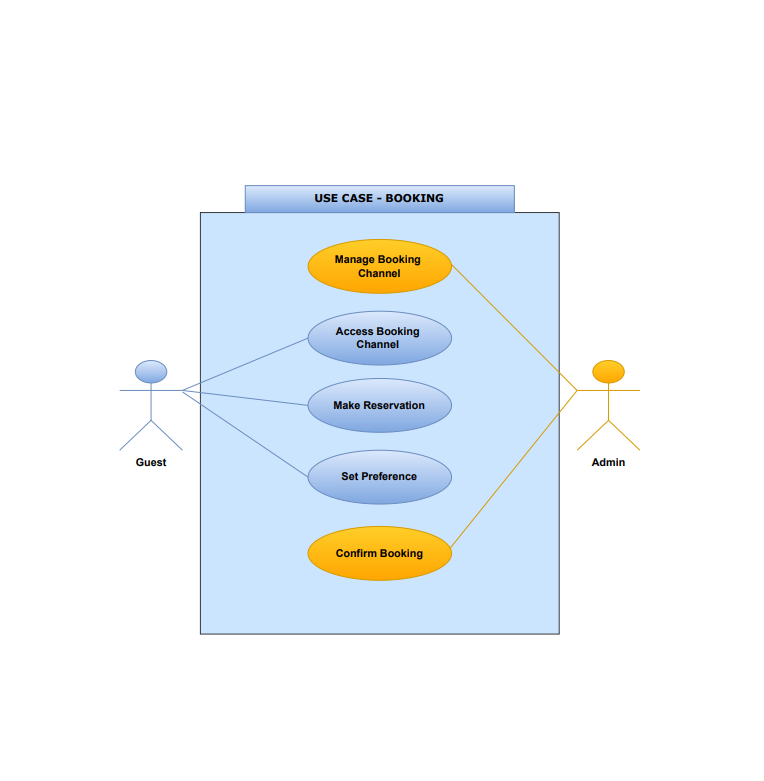 USE CASE - BOOKING
Manage Booking
Channel
Access Booking
Channel
Make Reservation
Set Preference
Confirm Booking
Guest
Admin